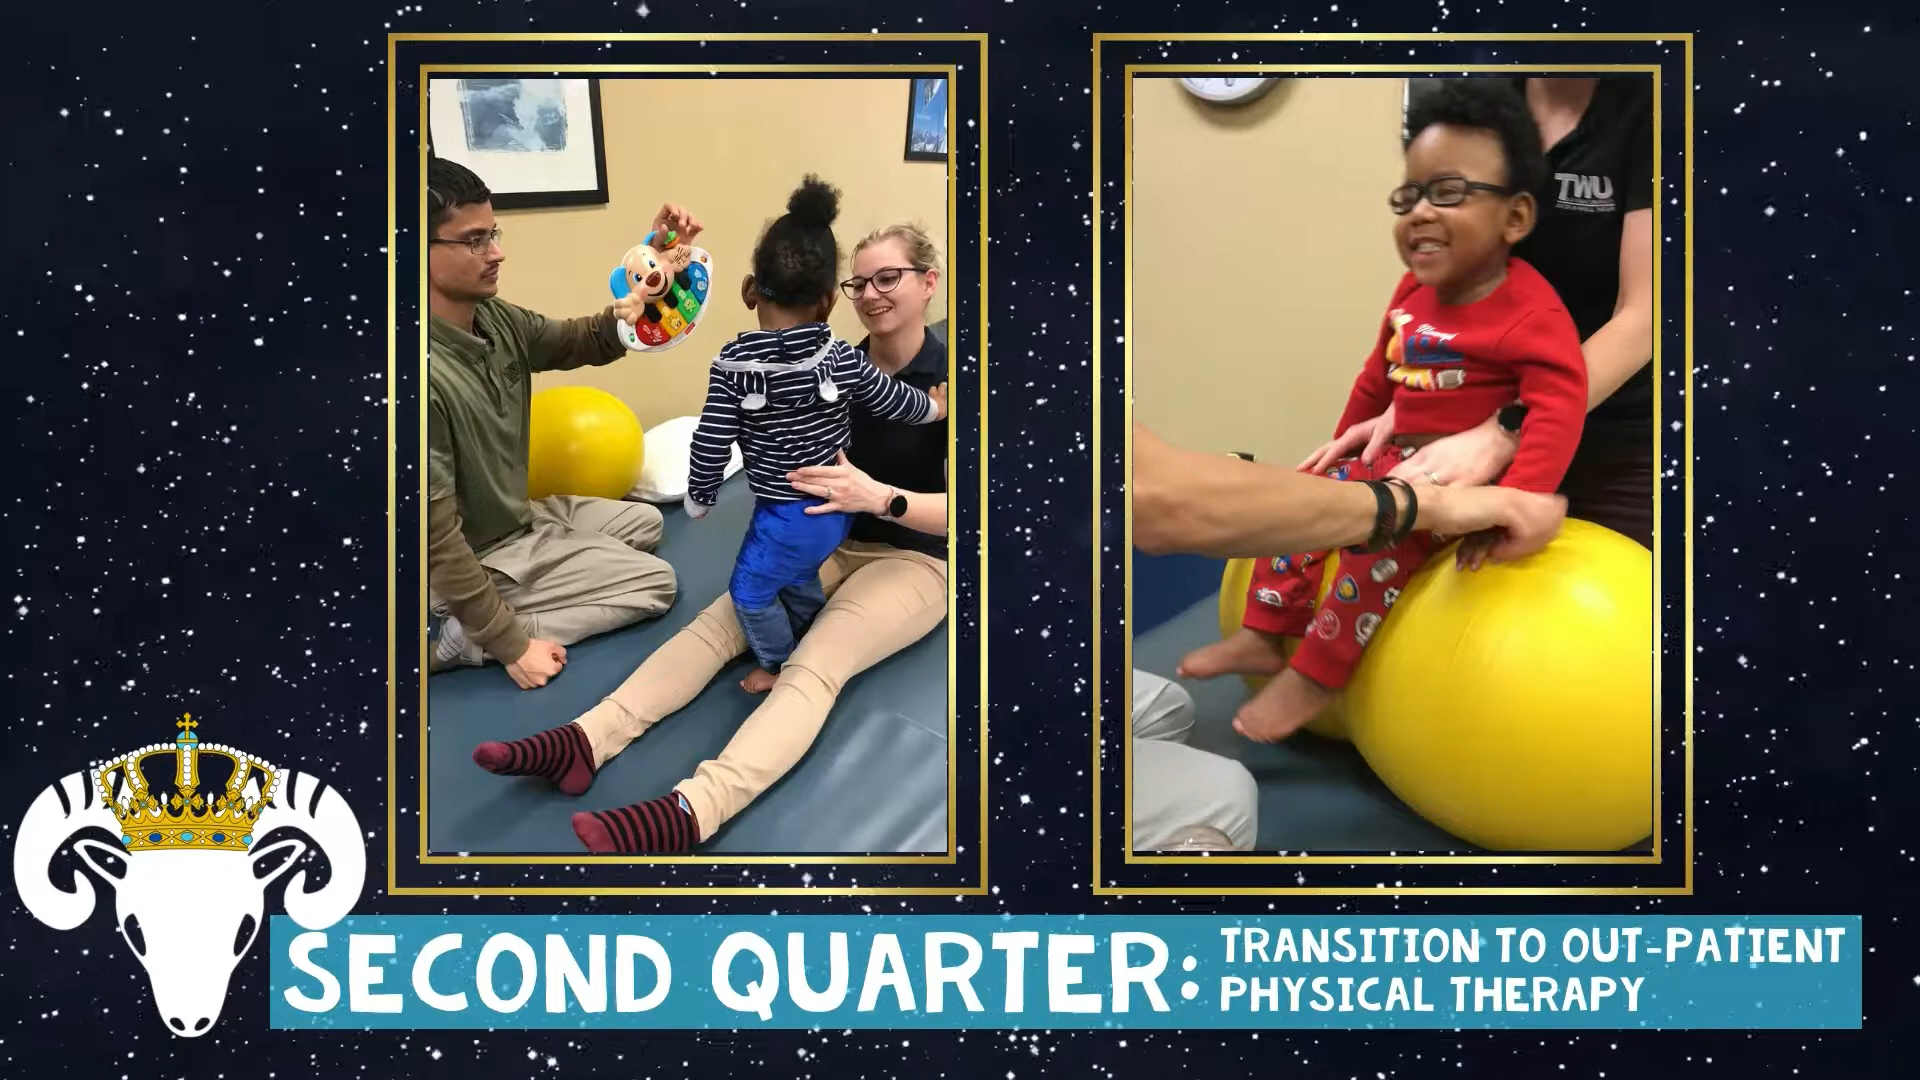 TWU
SECOND QUARTER:
TRANSITION TO OUT-PATIENT
PHYSICAL THERAPY